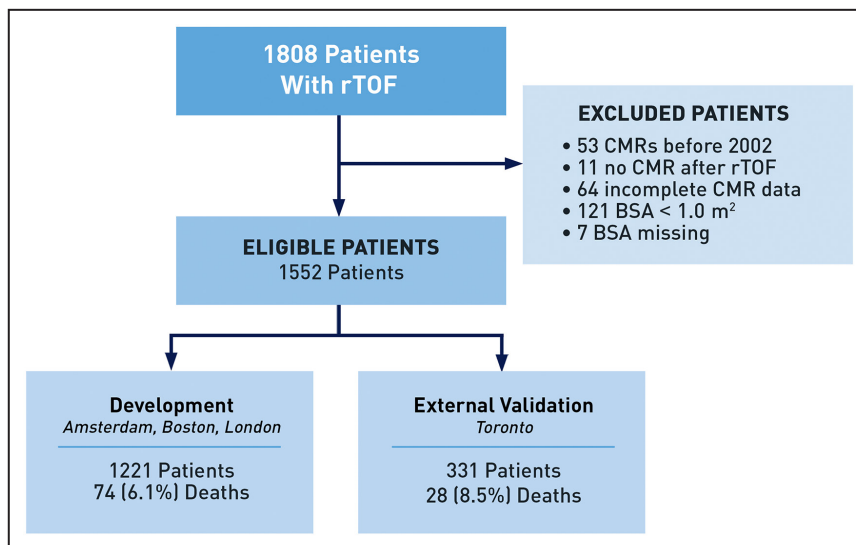 1808 Patients
With rTOF
EXCLUDED PATIENTS
• 53 CMRs before 2002
• 11 no CMR after rTOF
• 64 incomplete CMR data
• 121 BSA < 1.0 m²
• 7 BSA missing
ELIGIBLE PATIENTS
1552 Patients
Development
Amsterdam, Boston, London
1221 Patients
74 (6.1%) Deaths
External Validation
Toronto
331 Patients
28 (8.5%) Deaths